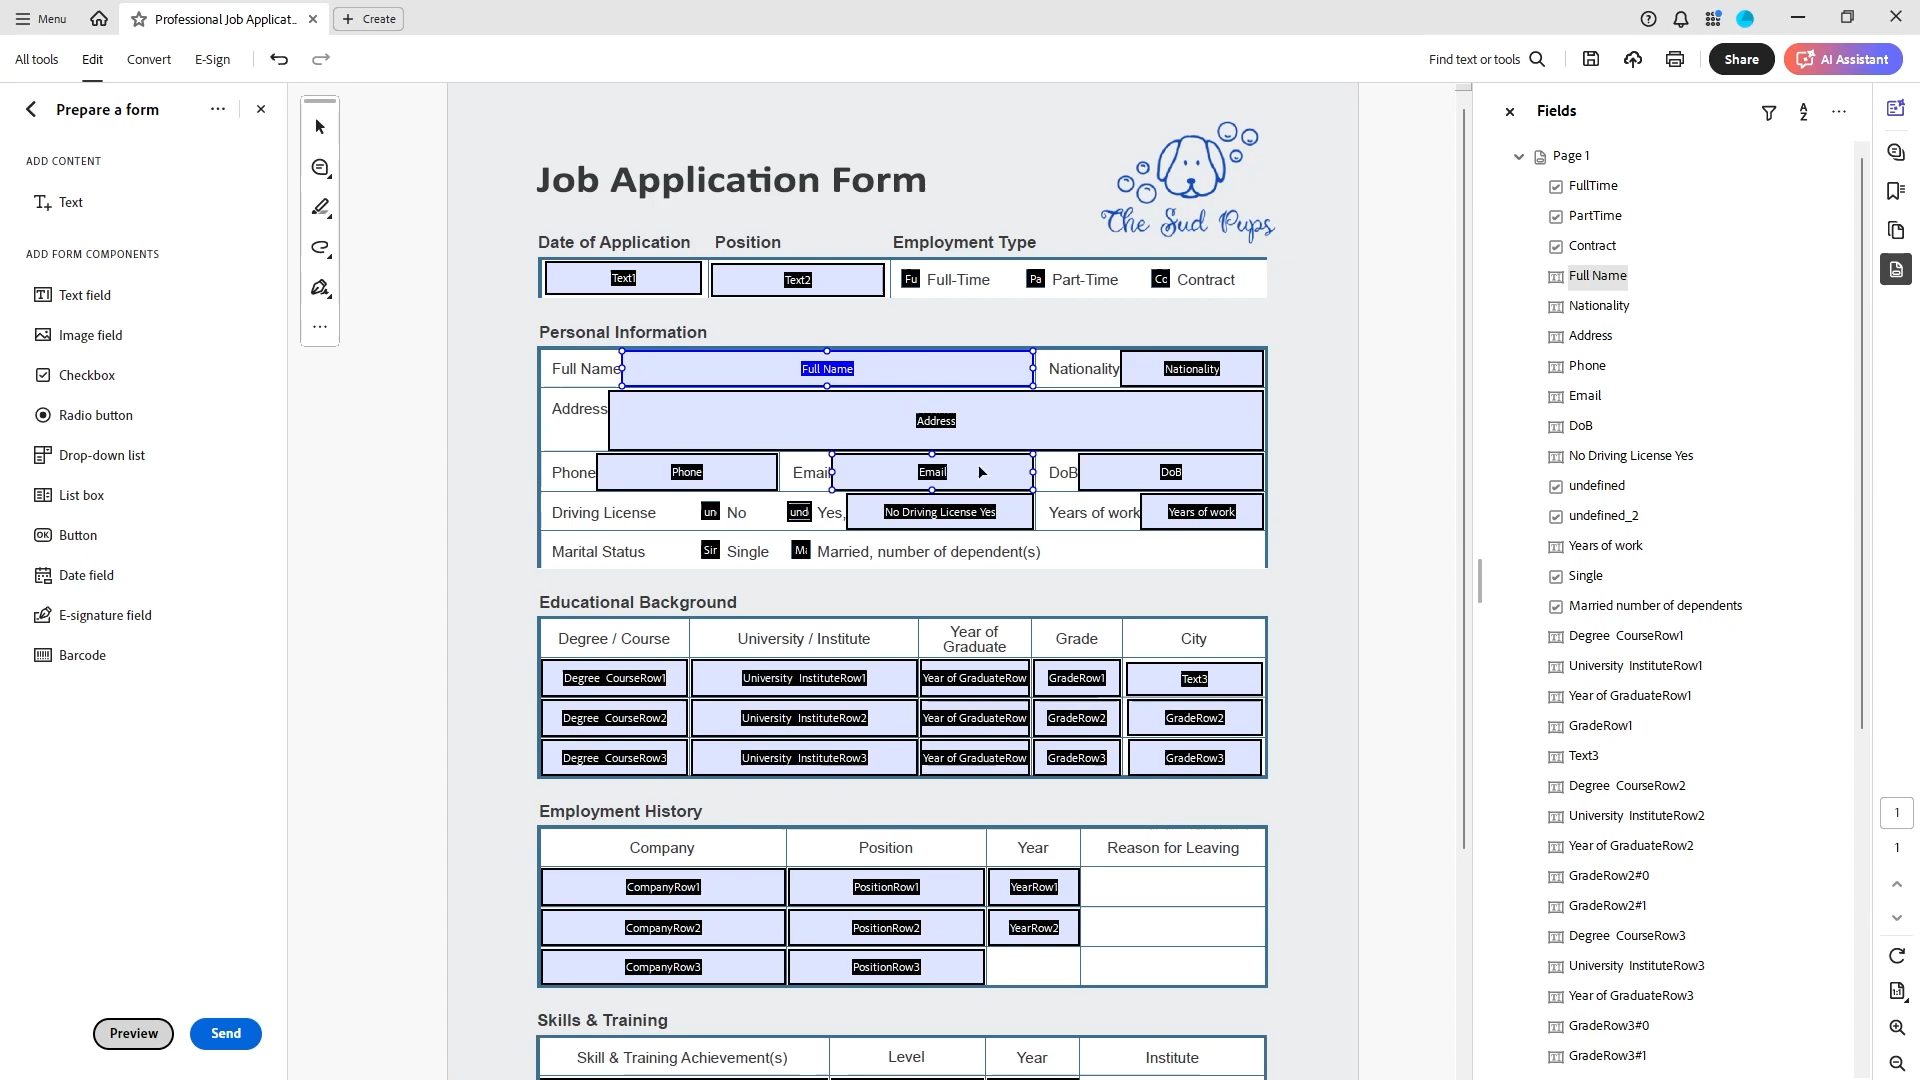 Menu
Professional Job Applicat..
Create
All tools
Edit
Convert
E-Sign
Find text or tools
Share
AI Assistant
Prepare a form
ADD CONTENT
Text
ADD FORM COMPONENTS
Text field
Image field
Checkbox
Radio button
Drop-down list
List box
Button
Date field
E-signature field
Barcode
Preview
Send
Job Application Form
The Sud Pups
Date of Application Position Employment Type
Text1 Text2 Fu Full-Time Pa Part-Time Co Contract
Personal Information
Full Name Full Name Nationality Nationality
Address Address
Phone Phone Email Email DoB DoB
Driving License un No und Yes, No Driving License Yes Years of work Years of work
Marital Status Sir Single Ma Married, number of dependent(s)
Educational Background
Degree / Course University / Institute Year of Graduate Grade City
Degree CourseRow1 University InstituteRow1 Year of GraduateRow GradeRow1 Text3
Degree CourseRow2 University InstituteRow2 Year of GraduateRow GradeRow2 GradeRow2
Degree CourseRow3 University InstituteRow3 Year of GraduateRow GradeRow3 GradeRow3
Employment History
Company Position Year Reason for Leaving
CompanyRow1 PositionRow1 YearRow1
CompanyRow2 PositionRow2 YearRow2
CompanyRow3 PositionRow3
Skills & Training
Skill & Training Achievement(s) Level Year Institute
Fields
Page 1
FullTime
PartTime
Contract
Full Name
Nationality
Address
Phone
Email
DoB
No Driving License Yes
undefined
undefined_2
Years of work
Single
Married number of dependents
Degree CourseRow1
University InstituteRow1
Year of GraduateRow1
GradeRow1
Text3
Degree CourseRow2
University InstituteRow2
Year of GraduateRow2
GradeRow2#0
GradeRow2#1
Degree CourseRow3
University InstituteRow3
Year of GraduateRow3
GradeRow3#0
GradeRow3#1
1
1